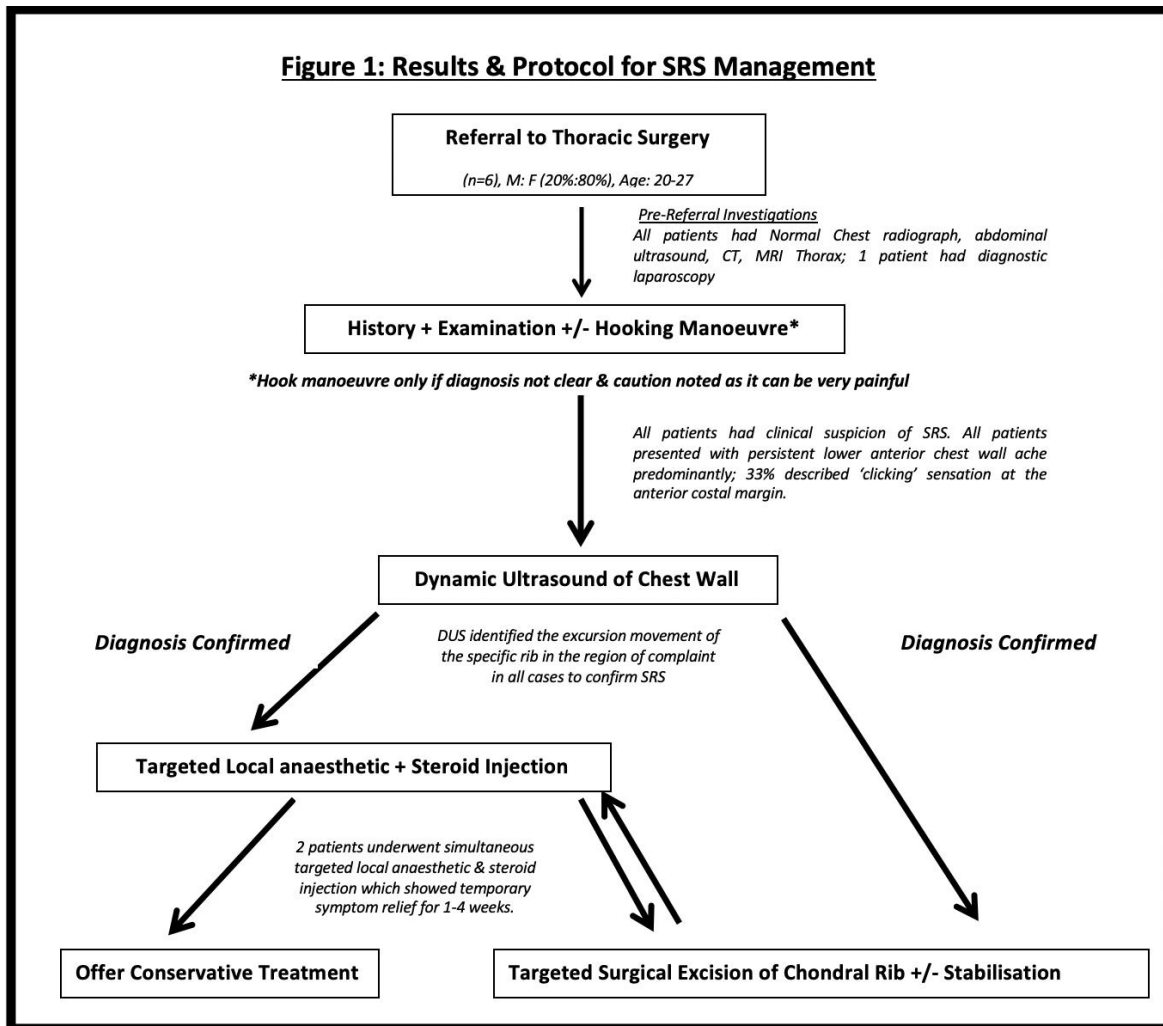 Figure 1: Results & Protocol for SRS Management
Referral to Thoracic Surgery
(n=6), M: F (20%:80%), Age: 20-27
Pre-Referral Investigations
All patients had Normal Chest radiograph, abdominal
ultrasound, CT, MRI Thorax; 1 patient had diagnostic
laparoscopy
History + Examination +/- Hooking Manoeuvre*
*Hook manoeuvre only if diagnosis not clear & caution noted as it can be very painful
All patients had clinical suspicion of SRS. All patients
presented with persistent lower anterior chest wall ache
predominantly; 33% described ‘clicking’ sensation at the
anterior costal margin.
Dynamic Ultrasound of Chest Wall
Diagnosis Confirmed
DUS identified the excursion movement of
the specific rib in the region of complaint
in all cases to confirm SRS
Diagnosis Confirmed
Targeted Local anaesthetic + Steroid Injection
2 patients underwent simultaneous
targeted local anaesthetic & steroid
injection which showed temporary
symptom relief for 1-4 weeks.
Offer Conservative Treatment
Targeted Surgical Excision of Chondral Rib +/- Stabilisation